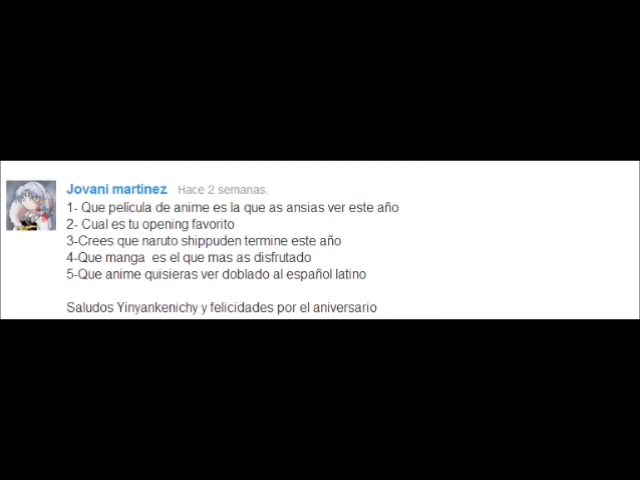 Jovani martinez Hace 2 semanas.
1- Que película de anime es la que as ansias ver este año
2- Cual es tu opening favorito
3-Crees que naruto shippuden termine este año
4-Que manga es el que mas as disfrutado
5-Que anime quisieras ver doblado al español latino
Saludos Yinyankenichy y felicidades por el aniversario